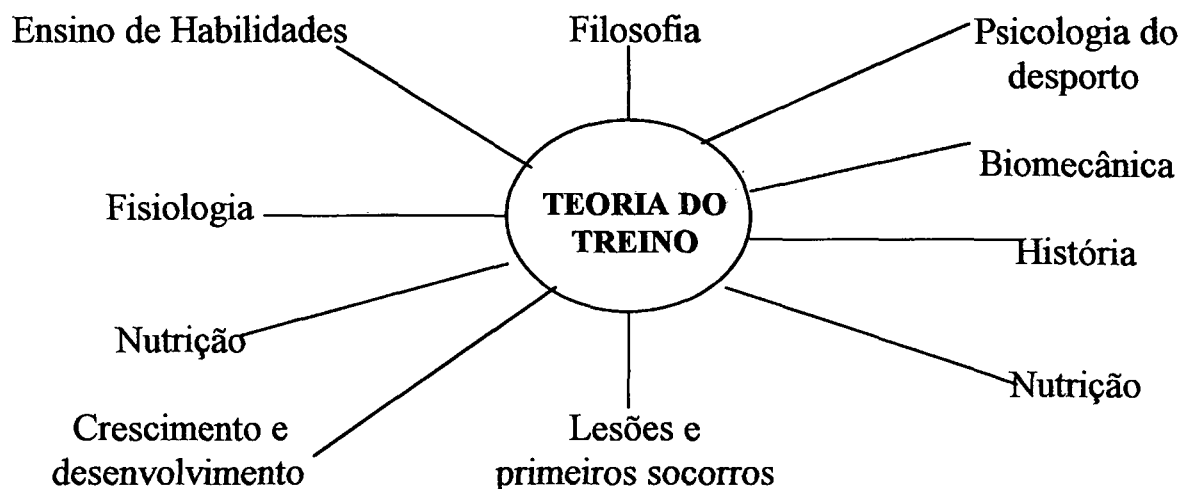 Ensino de Habilidades
Filosofia
Psicologia do
desporto
Biomecânica
Fisiologia
TEORIA DO
TREINO
História
Nutrição
Nutrição
Crescimento e
desenvolvimento
Lesões e
primeiros socorros